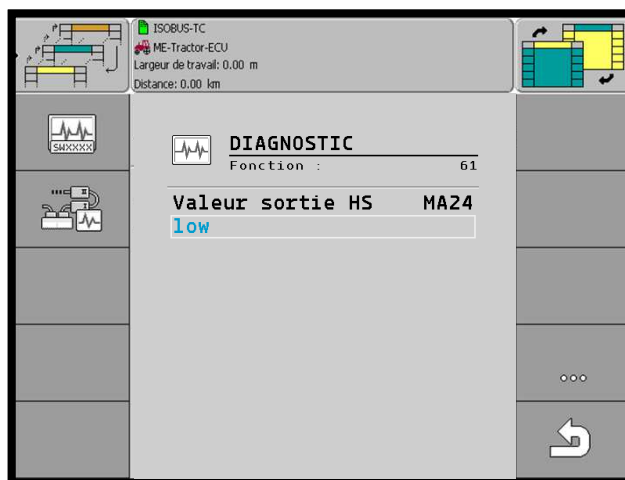 ISOBUS-TC
ME-Tractor-ECU
Largeur de travail: 0.00 m
Distance: 0.00 km
SWXXXX
DIAGNOSTIC
Fonction : 61
Valeur sortie HS MA24
low